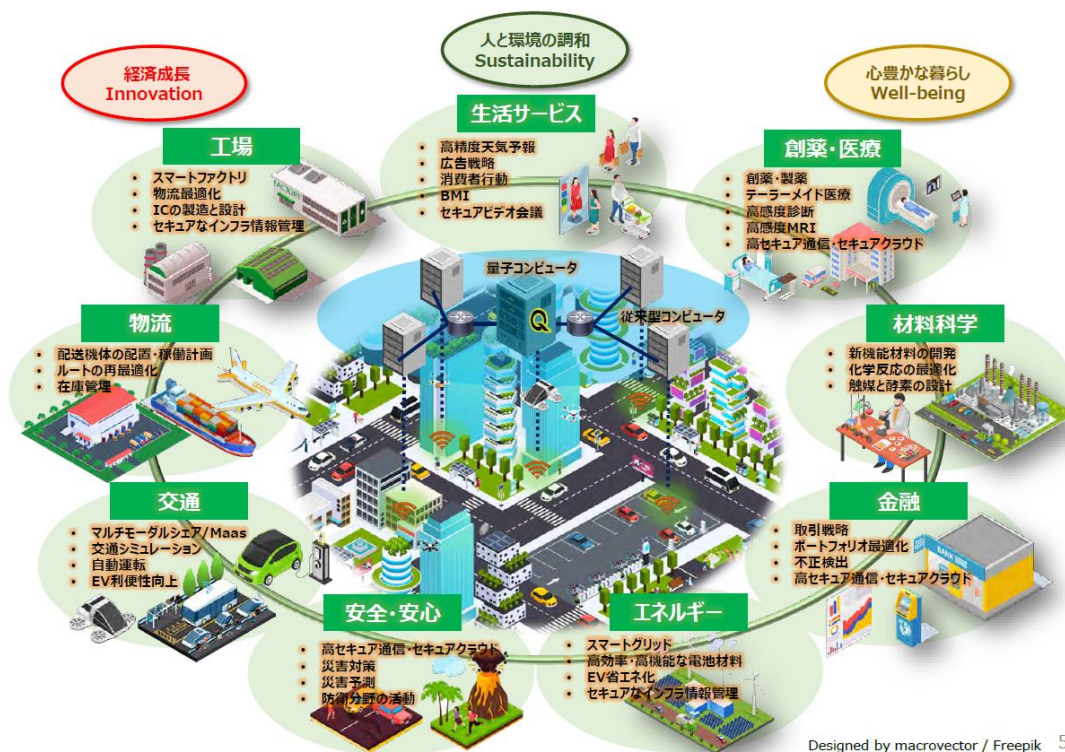 経済成長
Innovation
人と環境の調和
Sustainability
心豊かな暮らし
Well-being
工場
• スマートファクトリ
• 物流最適化
• ICの製造と設計
• セキュアなインフラ情報管理
FACTORY
生活サービス
• 高精度天気予報
• 広告戦略
• 消費者行動
• BMI
• セキュアビデオ会議
創薬・医療
• 創薬・製薬
• テーラーメイド医療
• 高感度診断
• 高感度MRI
• 高セキュア通信・セキュアクラウド
量子コンピュータ
Q
従来型コンピュータ
物流
• 配送機体の配置・稼働計画
• ルートの再最適化
• 在庫管理
材料科学
• 新機能材料の開発
• 化学反応の最適化
• 触媒と酵素の設計
交通
• マルチモーダルシェア/Maas
• 交通シミュレーション
• 自動運転
• EV利便性向上
金融
• 取引戦略
• ポートフォリオ最適化
• 不正検出
• 高セキュア通信・セキュアクラウド
BANK
安全・安心
• 高セキュア通信・セキュアクラウド
• 災害対策
• 災害予測
• 防衛分野の活動
エネルギー
• スマートグリッド
• 高効率・高機能な電池材料
• EV省エネ化
• セキュアなインフラ情報管理
Designed by macrovector / Freepik
5